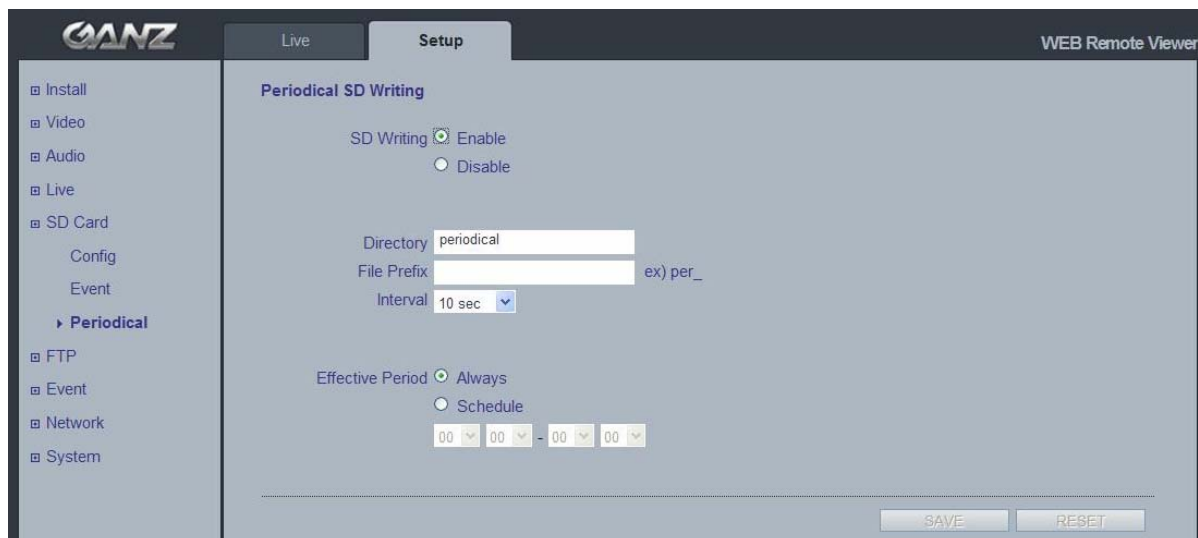 GANZ
Live
Setup
WEB Remote Viewer
Install
Video
Audio
Live
SD Card
Config
Event
Periodical
FTP
Event
Network
System
Periodical SD Writing
SD Writing Enable
Disable
Directory periodical
File Prefix ex) per_
Interval 10 sec
Effective Period Always
Schedule
00 00 - 00 00
SAVE RESET